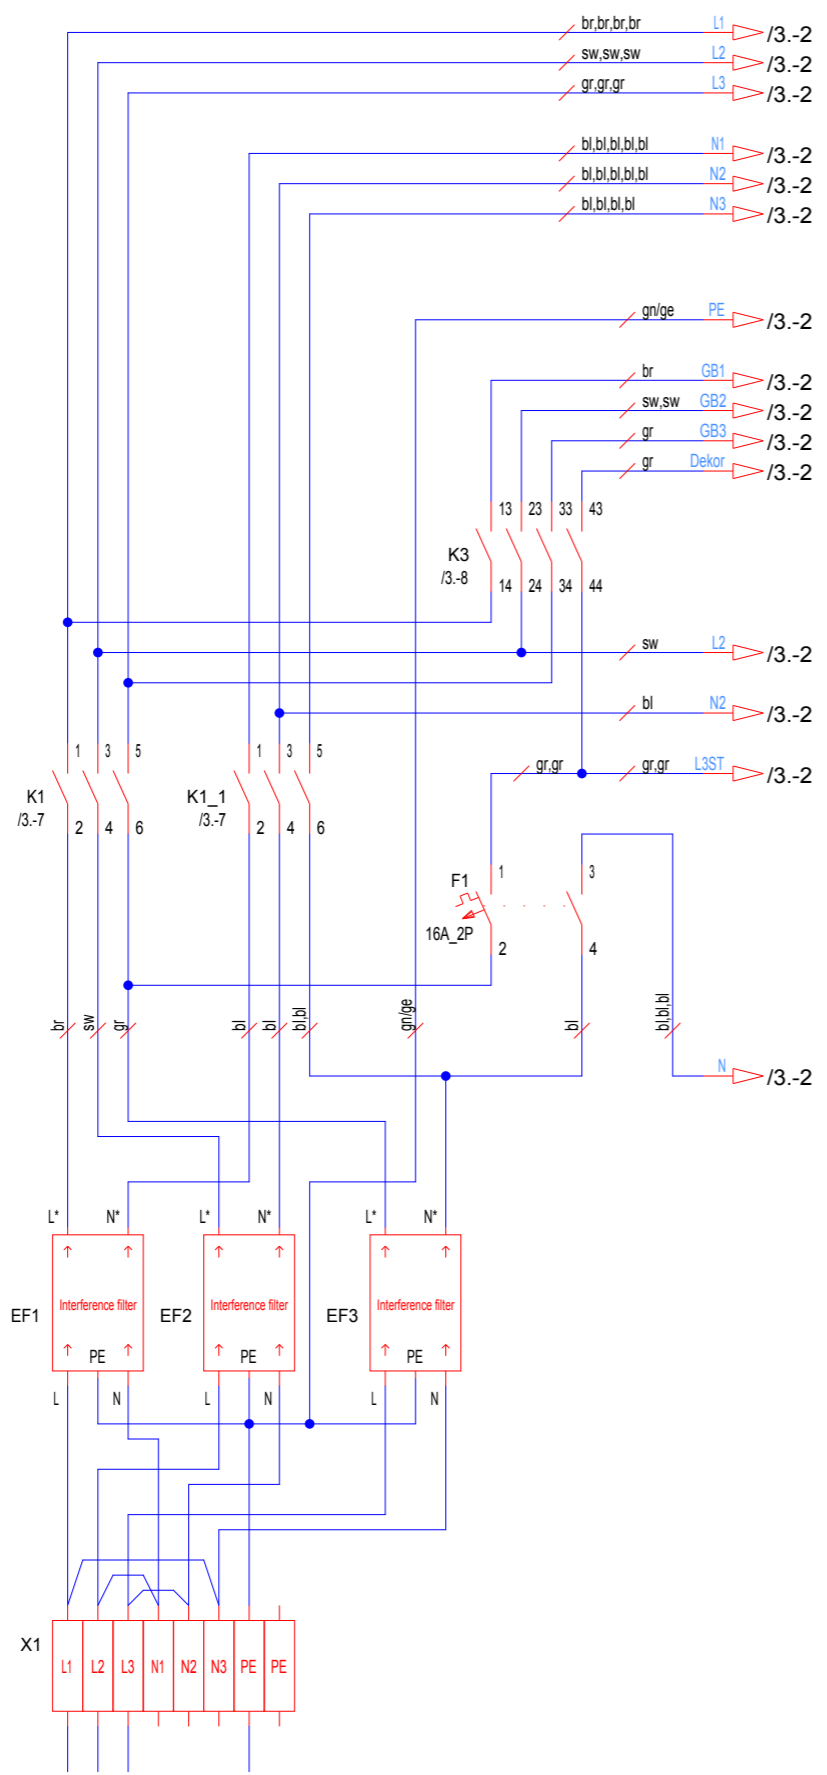 br,br,br,br L1 /3.-2
sw,sw,sw L2 /3.-2
gr,gr,gr L3 /3.-2
bl,bl,bl,bl,bl N1 /3.-2
bl,bl,bl,bl,bl N2 /3.-2
bl,bl,bl,bl N3 /3.-2
gn/ge PE /3.-2
br GB1 /3.-2
sw,sw GB2 /3.-2
gr GB3 /3.-2
gr Dekor /3.-2
13 23 33 43
K3
/3.-8
14 24 34 44
sw L2 /3.-2
bl N2 /3.-2
1 3 5 1 3 5
gr,gr gr,gr L3ST /3.-2
K1 K1_1
/3.-7 /3.-7
2 4 6 2 4 6
1 3
F1
16A_2P
2 4
br sw gr bl bl bl,bl gn/ge bl bl,bl,bl
N /3.-2
L* N* L* N* L* N*
Interference filter Interference filter Interference filter
EF1 EF2 EF3
PE PE PE
L N L N L N
X1
L1 L2 L3 N1 N2 N3 PE PE